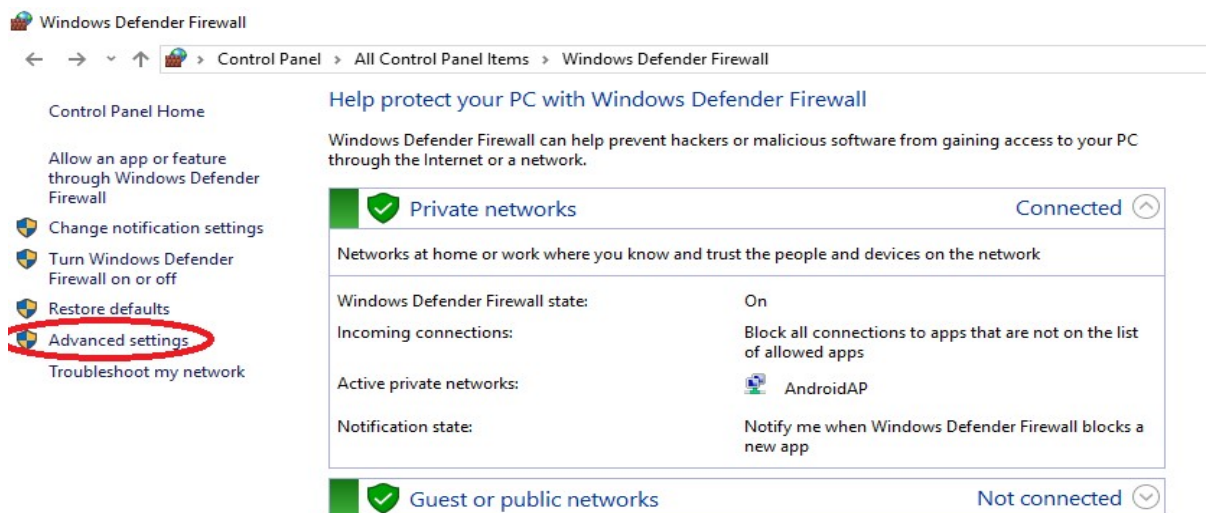 Windows Defender Firewall
Control Panel > All Control Panel Items > Windows Defender Firewall
Control Panel Home
Allow an app or feature
through Windows Defender
Firewall
Change notification settings
Turn Windows Defender
Firewall on or off
Restore defaults
Advanced settings
Troubleshoot my network
Help protect your PC with Windows Defender Firewall
Windows Defender Firewall can help prevent hackers or malicious software from gaining access to your PC
through the Internet or a network.
Private networks Connected
Networks at home or work where you know and trust the people and devices on the network
Windows Defender Firewall state: On
Incoming connections: Block all connections to apps that are not on the list
of allowed apps
Active private networks: AndroidAP
Notification state: Notify me when Windows Defender Firewall blocks a
new app
Guest or public networks Not connected